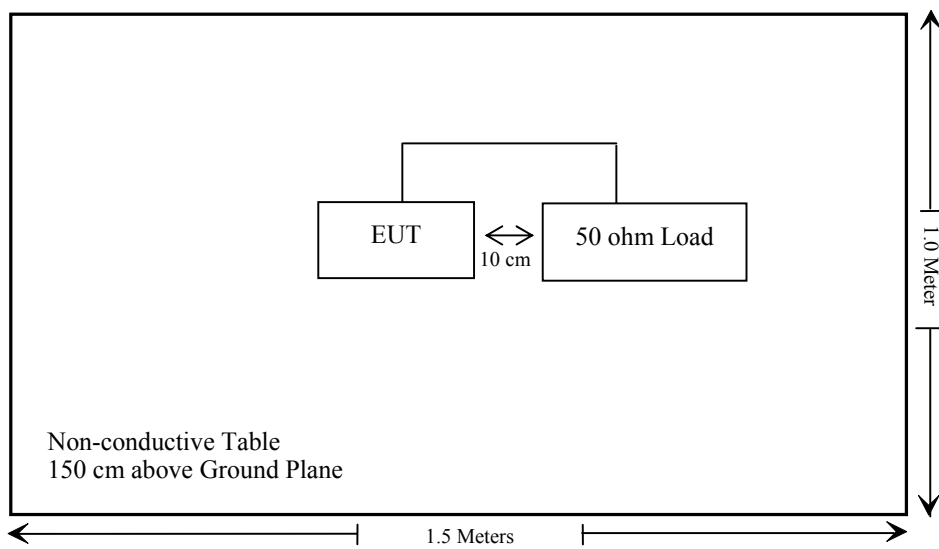 EUT
50 ohm Load
10 cm
1.0 Meter
Non-conductive Table
150 cm above Ground Plane
1.5 Meters